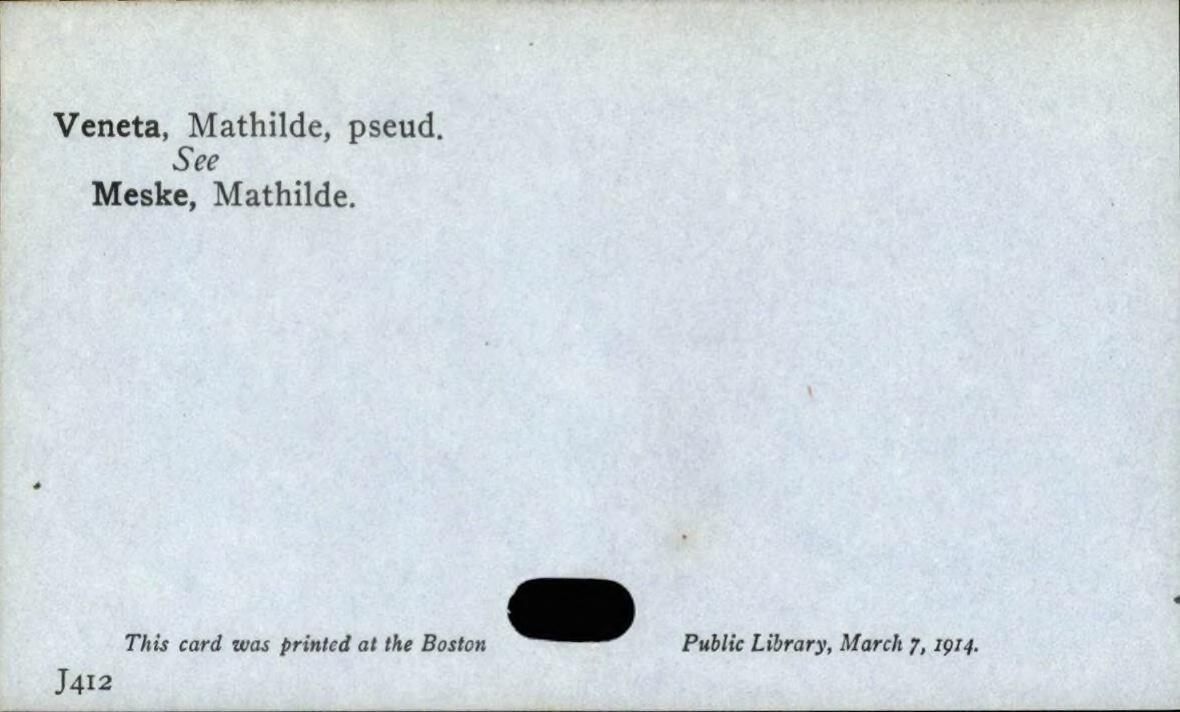 Veneta, Mathilde, pseud.
See
Meske, Mathilde.
This card was printed at the Boston Public Library, March 7, 1914.
J412